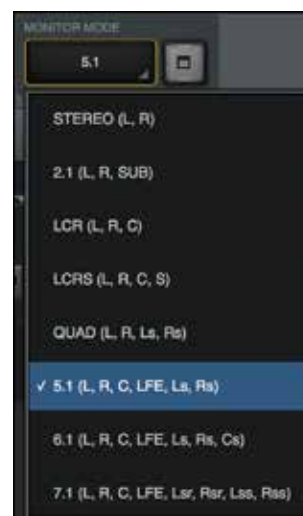 MONITOR MODE
5.1
STEREO (L, R)
2.1 (L, R, SUB)
LCR (L, R, C)
LCRS (L, R, C, S)
QUAD (L, R, Ls, Rs)
✓ 5.1 (L, R, C, LFE, Ls, Rs)
6.1 (L, R, C, LFE, Ls, Rs, Cs)
7.1 (L, R, C, LFE, Lsr, Rsr, Lss, Rss)